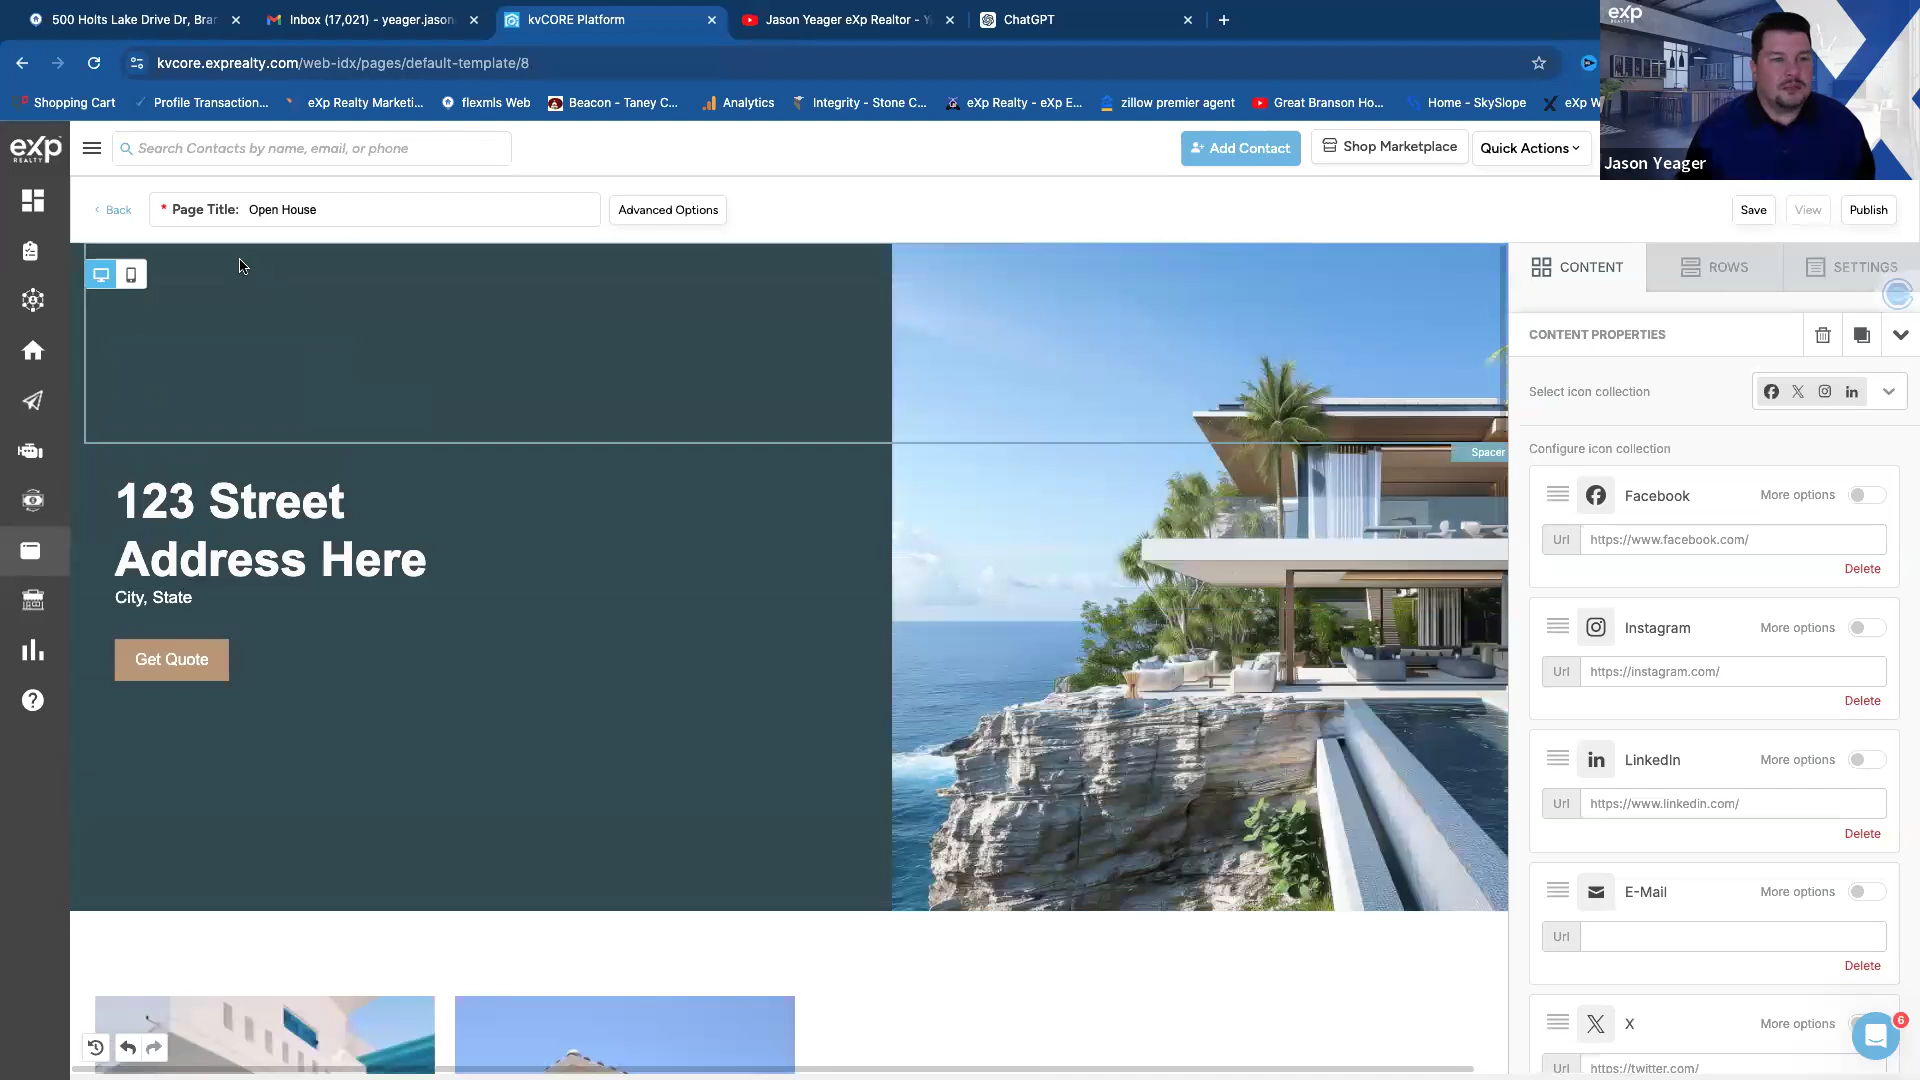 500 Holts Lake Drive Dr, Bran
Inbox (17,021) - yeager.jason
kvCORE Platform
Jason Yeager eXp Realtor - Y
ChatGPT
kvcore.exprealty.com/web-idx/pages/default-template/8
Shopping Cart
Profile Transaction...
eXp Realty Marketi...
flexmls Web
Beacon - Taney C...
Analytics
Integrity - Stone C...
eXp Realty - eXp E...
zillow premier agent
Great Branson Ho...
Home - SkySlope
eXp W
eXp
REALTY
Jason Yeager
eXp
REALTY
Search Contacts by name, email, or phone
Add Contact
Shop Marketplace
Quick Actions
Back
* Page Title: Open House
Advanced Options
Save
View
Publish
CONTENT
ROWS
SETTINGS
CONTENT PROPERTIES
Select icon collection
Configure icon collection
Spacer
123 Street
Address Here
City, State
Get Quote
Facebook
More options
Url
https://www.facebook.com/
Delete
Instagram
More options
Url
https://instagram.com/
Delete
LinkedIn
More options
Url
https://www.linkedin.com/
Delete
E-Mail
More options
Url
Delete
X
More options
Url
https://twitter.com/
6